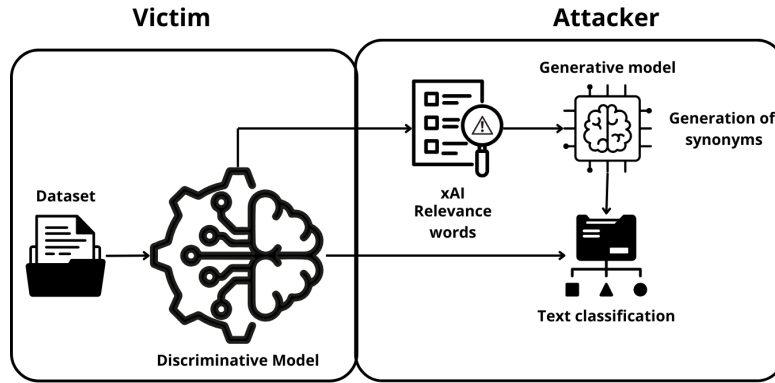 Victim
Attacker
Generative model
Generation of
synonyms
Dataset
xAI
Relevance
words
Discriminative Model
Text classification